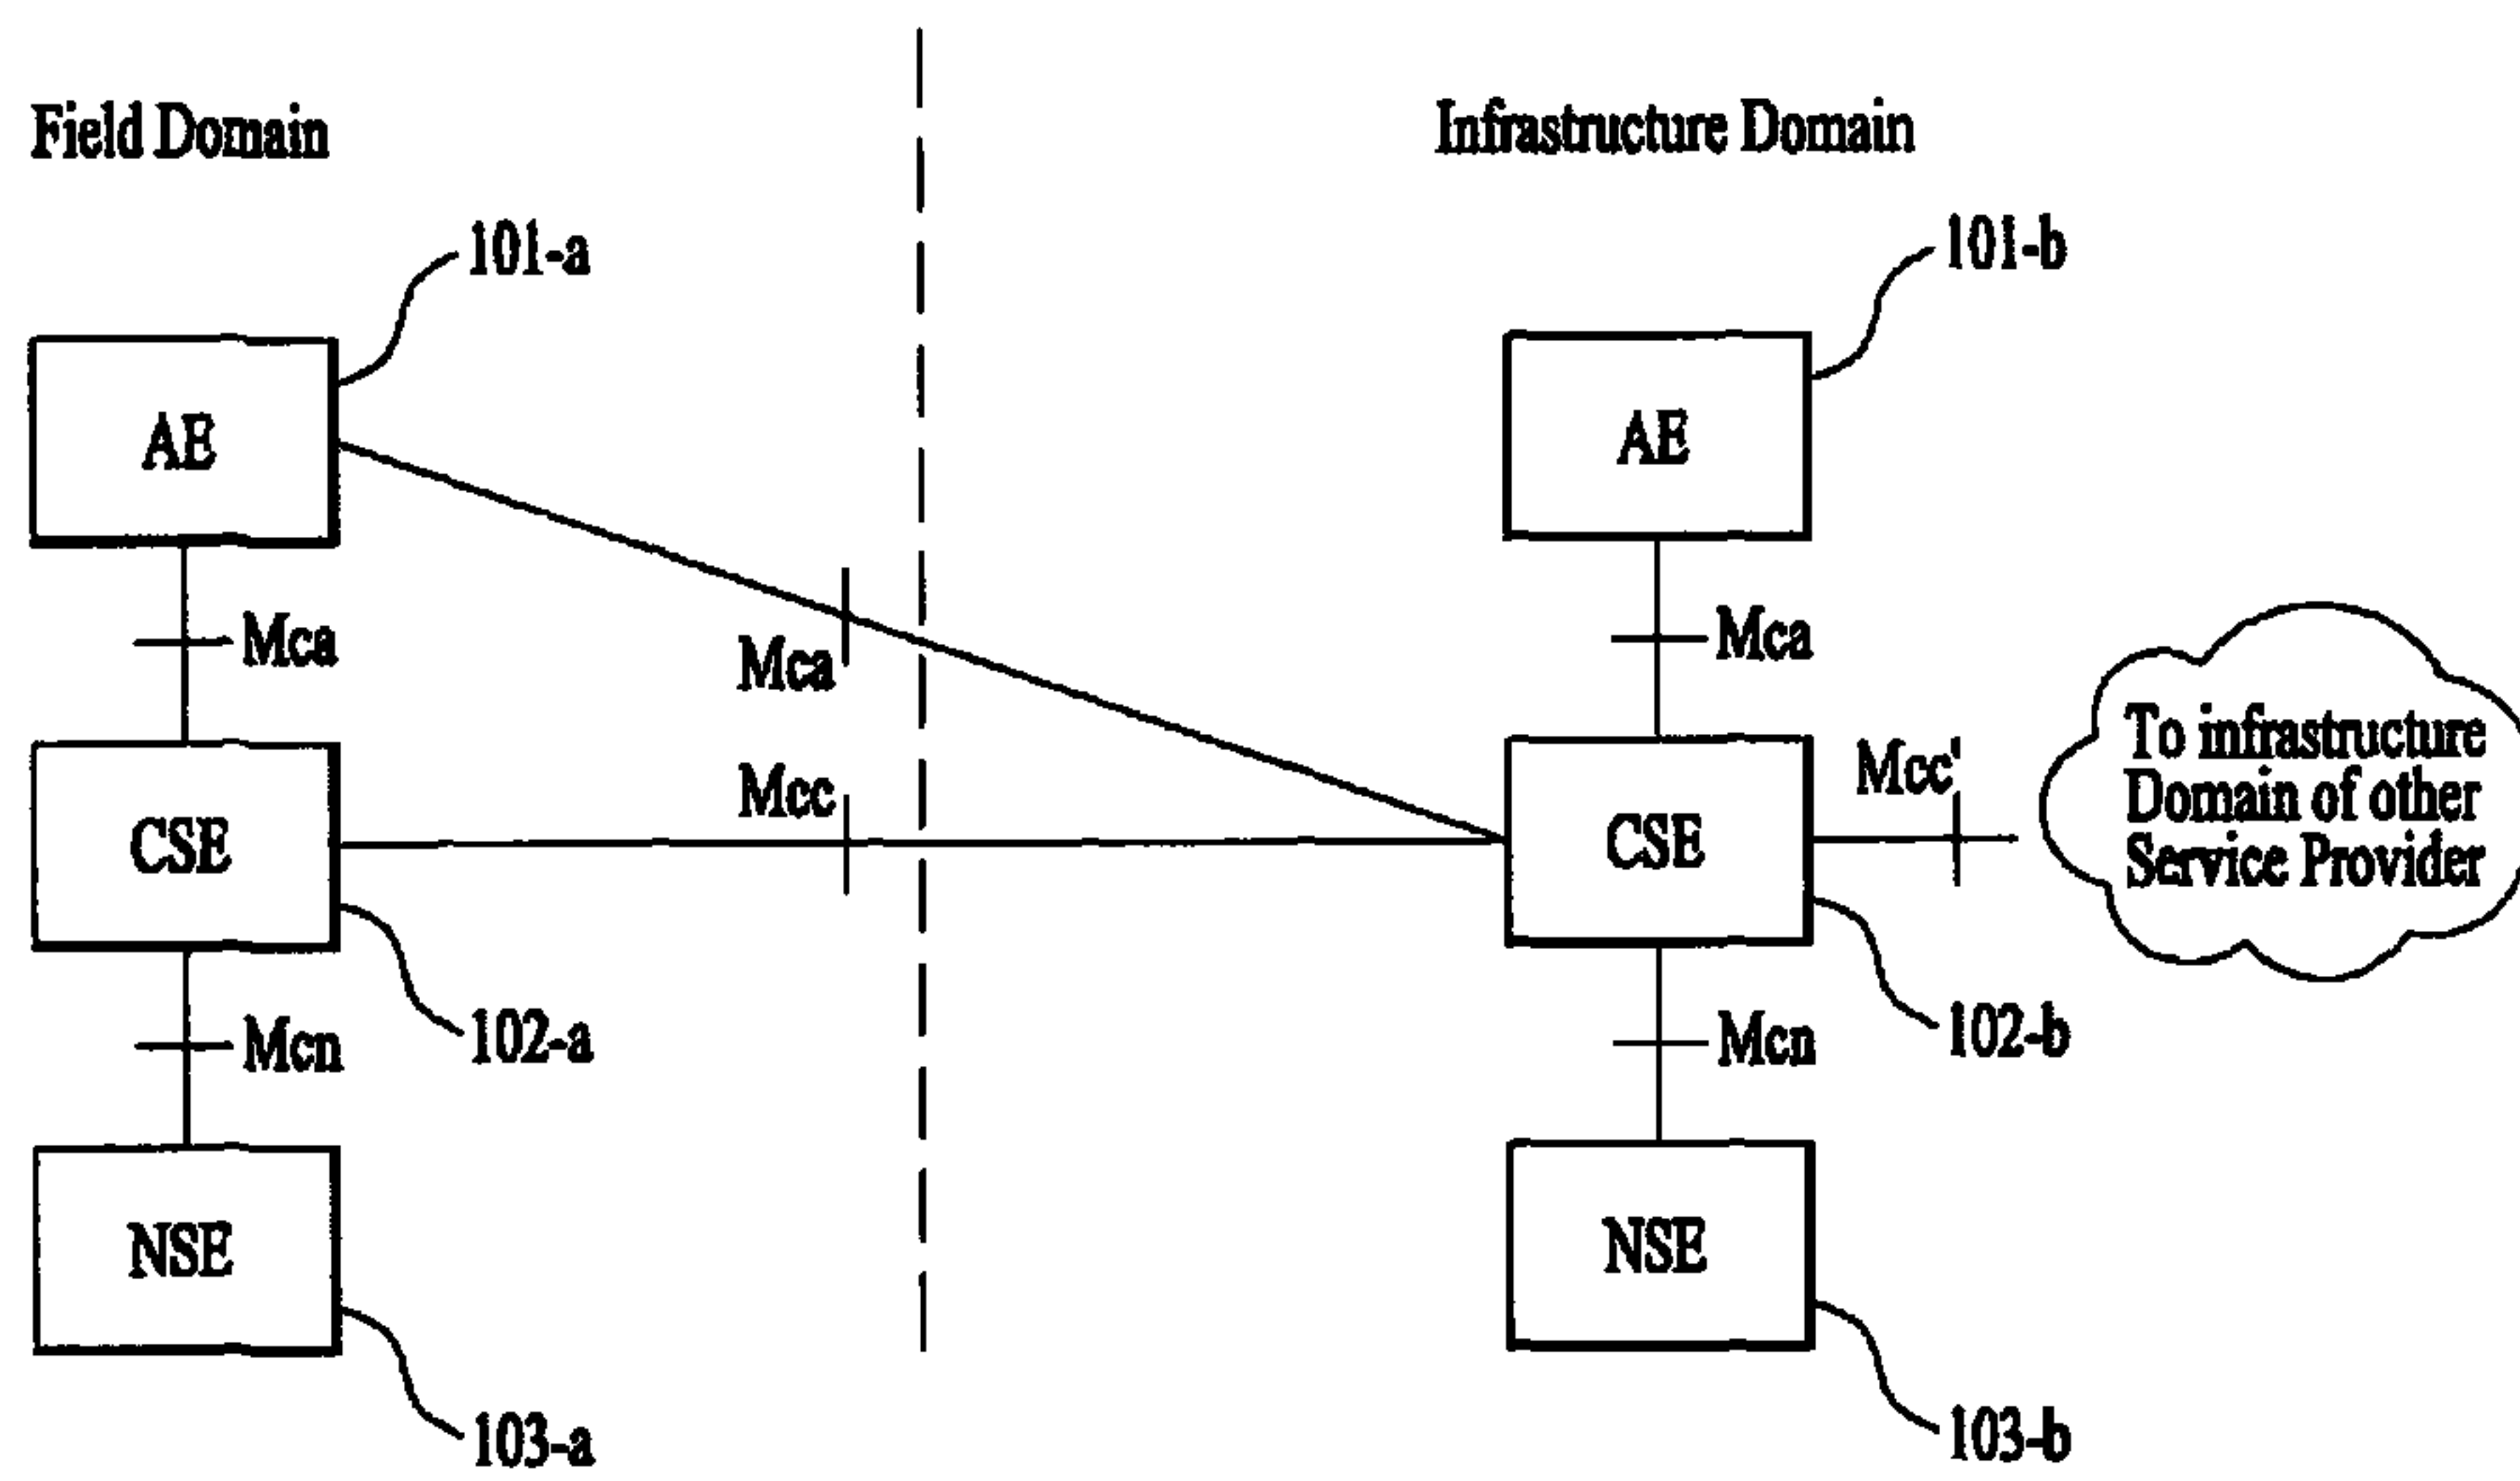 Field Domain
Infrastructure Domain
101-a
101-b
AE
AE
Mca
Mca
Mca
Mcc
Mcc'
To infrastructure
Domain of other
Service Provider
CSE
CSE
102-a
102-b
Mcn
Mcn
NSE
NSE
103-a
103-b